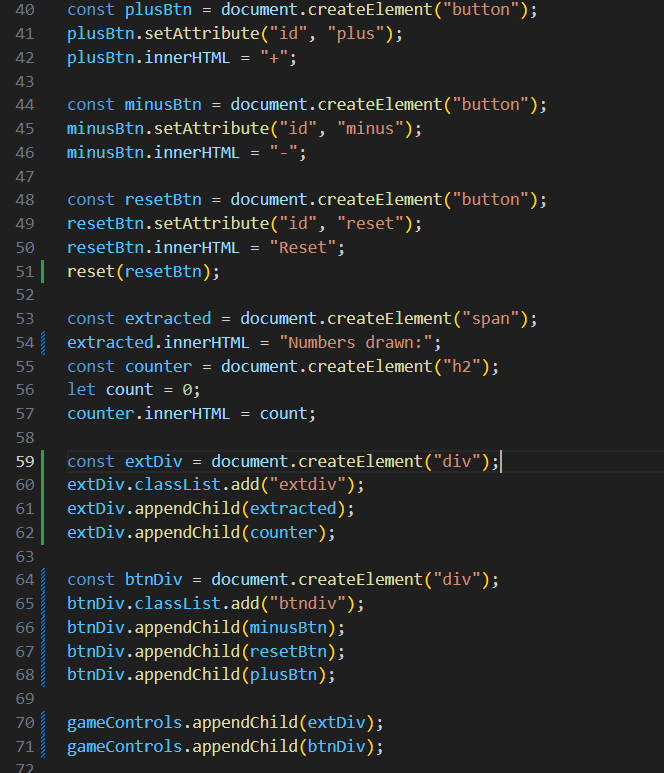 40 const plusBtn = document.createElement("button");
41 plusBtn.setAttribute("id", "plus");
42 plusBtn.innerHTML = "+";
43
44 const minusBtn = document.createElement("button");
45 minusBtn.setAttribute("id", "minus");
46 minusBtn.innerHTML = "-";
47
48 const resetBtn = document.createElement("button");
49 resetBtn.setAttribute("id", "reset");
50 resetBtn.innerHTML = "Reset";
51 reset(resetBtn);
52
53 const extracted = document.createElement("span");
54 extracted.innerHTML = "Numbers drawn:";
55 const counter = document.createElement("h2");
56 let count = 0;
57 counter.innerHTML = count;
58
59 const extDiv = document.createElement("div");
60 extDiv.classList.add("extdiv");
61 extDiv.appendChild(extracted);
62 extDiv.appendChild(counter);
63
64 const btnDiv = document.createElement("div");
65 btnDiv.classList.add("btndiv");
66 btnDiv.appendChild(minusBtn);
67 btnDiv.appendChild(resetBtn);
68 btnDiv.appendChild(plusBtn);
69
70 gameControls.appendChild(extDiv);
71 gameControls.appendChild(btnDiv);
72